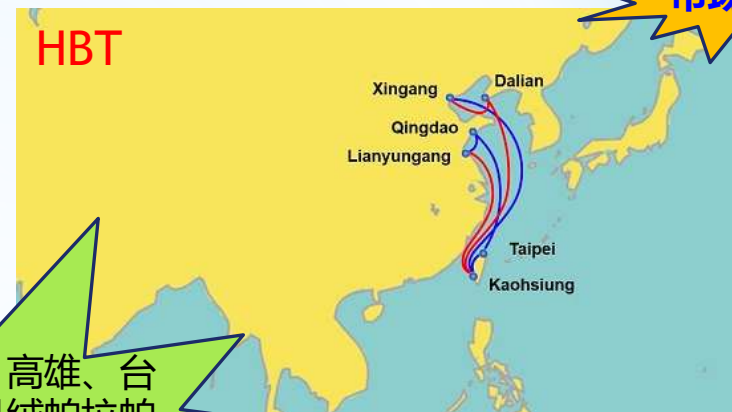 HBT
Dalian
Xingang
Qingdao
Lianyungang
Taipei
Kaohsiung
高雄、台